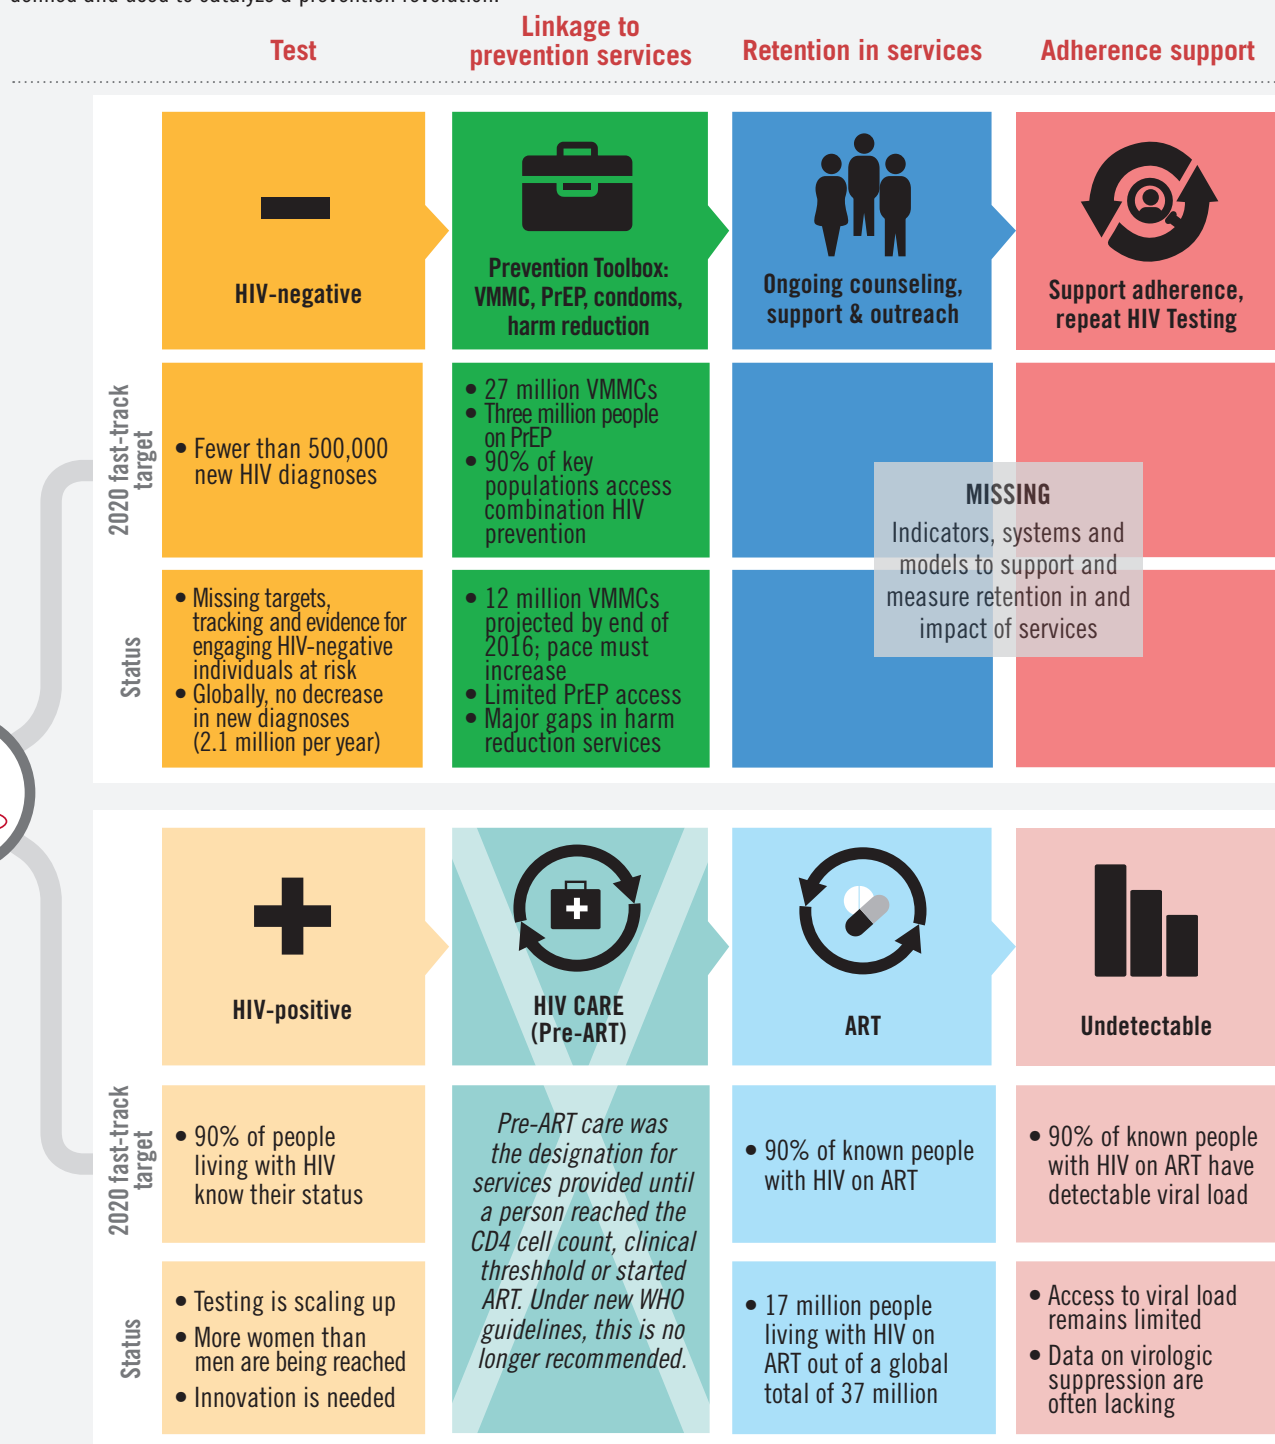 defined and used to catalyze a prevention revolution.
Test
Linkage to
prevention services
Retention in services
Adherence support
HIV-negative
Prevention Toolbox:
VMMC, PrEP, condoms,
harm reduction
Ongoing counseling,
support & outreach
Support adherence,
repeat HIV Testing
2020 fast-track
target
• Fewer than 500,000
new HIV diagnoses
• 27 million VMMCs
• Three million people
on PrEP
• 90% of key
populations access
combination HIV
prevention
MISSING
Indicators, systems and
models to support and
measure retention in and
impact of services
Status
• Missing targets,
tracking and evidence for
engaging HIV-negative
individuals at risk
• Globally, no decrease
in new diagnoses
(2.1 million per year)
• 12 million VMMCs
projected by end of
2016; pace must
increase
• Limited PrEP access
• Major gaps in harm
reduction services
HIV-positive
HIV CARE
(Pre-ART)
ART
Undetectable
2020 fast-track
target
• 90% of people
living with HIV
know their status
Pre-ART care was
the designation for
services provided until
a person reached the
CD4 cell count, clinical
threshhold or started
ART. Under new WHO
guidelines, this is no
longer recommended.
• 90% of known people
with HIV on ART
• 90% of known people
with HIV on ART have
detectable viral load
Status
• Testing is scaling up
• More women than
men are being reached
• Innovation is needed
• 17 million people
living with HIV on
ART out of a global
total of 37 million
• Access to viral load
remains limited
• Data on virologic
suppression are
often lacking